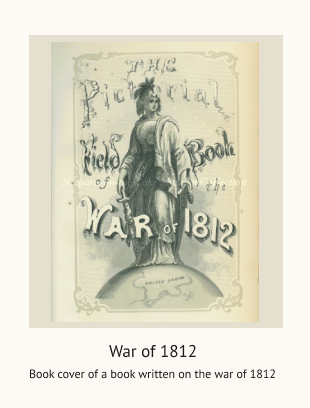 THE
Pictorial
Field Book
of the
WAR OF 1812
UNITED STATES
War of 1812
Book cover of a book written on the war of 1812